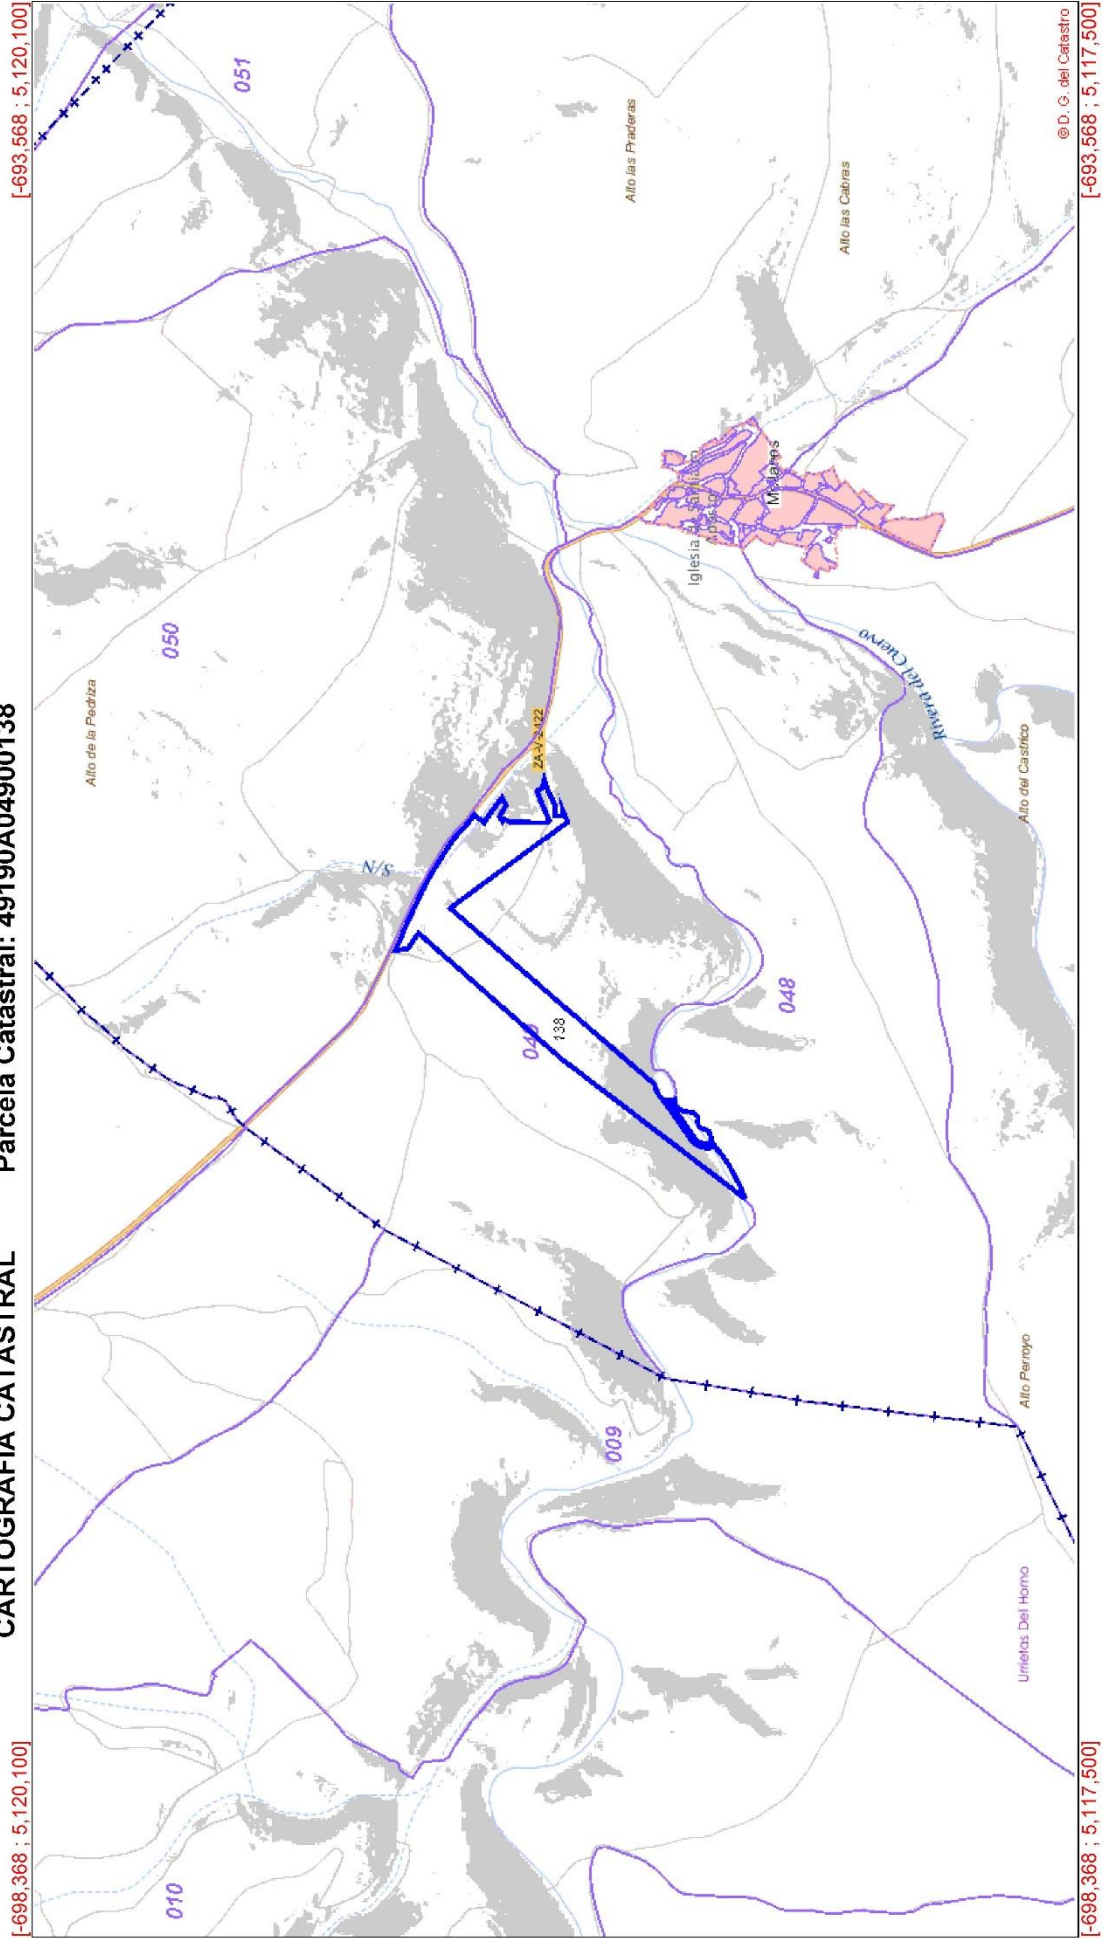 CARTOGRAFÍA CATASTRAL Parcela Catastral: 49190A04900138
[-698,368 ; 5,120,100]
[-693,568 ; 5,120,100]
010
050
051
Alto de la Pedriza
S/N
ZA-V-2422
138
009
048
Alto las Praderas
Alto las Cabras
Iglesia
Rivera del Cuervo
Alto del Castrico
Alto Perroyo
Urrietas Del Horno
© D. G. del Catastro
[-698,368 ; 5,117,500]
[-693,568 ; 5,117,500]